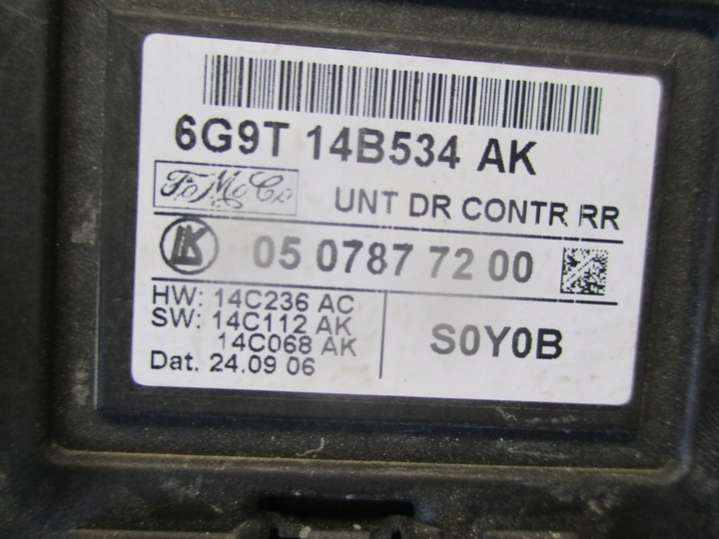 6G9T 14B534 AK
FoMoCo
UNT DR CONTR RR
LK
05 0787 72 00
HW: 14C236 AC
SW: 14C112 AK
14C068 AK
Dat. 24.09 06
S0Y0B